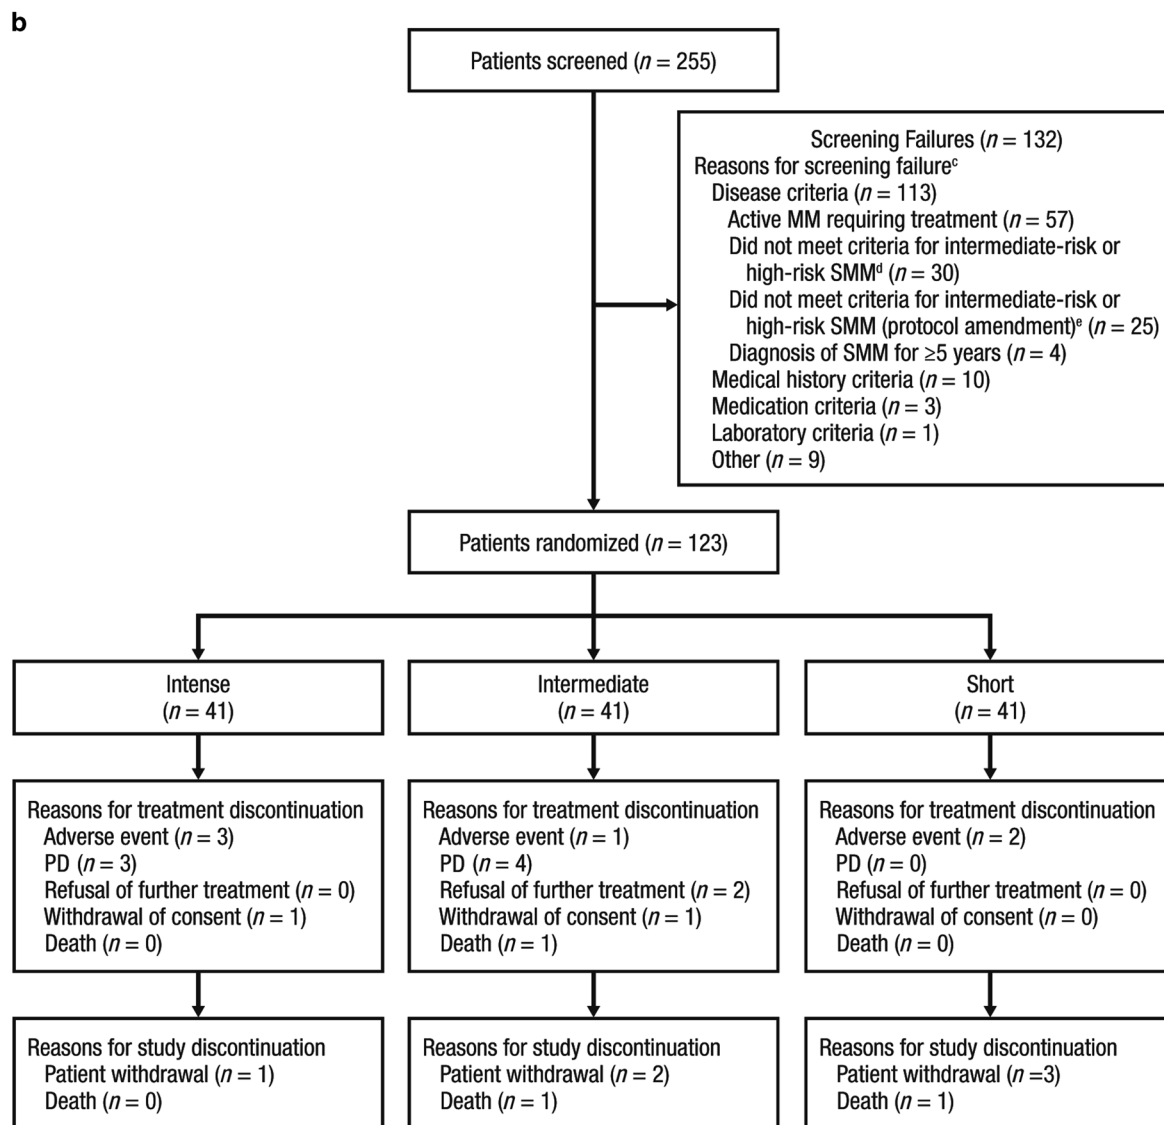 b
Patients screened (n = 255)
Screening Failures (n = 132)
Reasons for screening failureᶜ
Disease criteria (n = 113)
Active MM requiring treatment (n = 57)
Did not meet criteria for intermediate-risk or
high-risk SMMᵈ (n = 30)
Did not meet criteria for intermediate-risk or
high-risk SMM (protocol amendment)ᵉ (n = 25)
Diagnosis of SMM for ≥5 years (n = 4)
Medical history criteria (n = 10)
Medication criteria (n = 3)
Laboratory criteria (n = 1)
Other (n = 9)
Patients randomized (n = 123)
Intense
(n = 41)
Intermediate
(n = 41)
Short
(n = 41)
Reasons for treatment discontinuation
Adverse event (n = 3)
PD (n = 3)
Refusal of further treatment (n = 0)
Withdrawal of consent (n = 1)
Death (n = 0)
Reasons for treatment discontinuation
Adverse event (n = 1)
PD (n = 4)
Refusal of further treatment (n = 2)
Withdrawal of consent (n = 1)
Death (n = 1)
Reasons for treatment discontinuation
Adverse event (n = 2)
PD (n = 0)
Refusal of further treatment (n = 0)
Withdrawal of consent (n = 0)
Death (n = 0)
Reasons for study discontinuation
Patient withdrawal (n = 1)
Death (n = 0)
Reasons for study discontinuation
Patient withdrawal (n = 2)
Death (n = 1)
Reasons for study discontinuation
Patient withdrawal (n =3)
Death (n = 1)